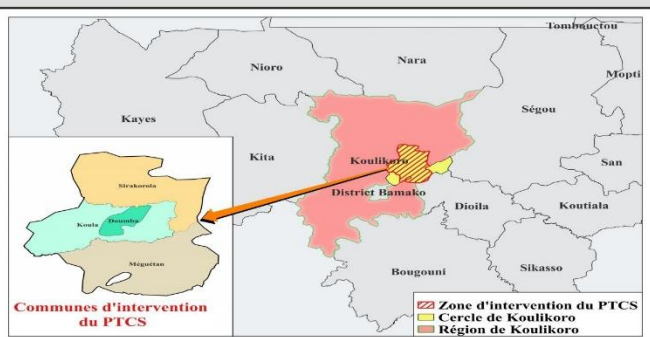 Tombouctou
Nara
Nioro
Mopti
Ségou
Kayes
Kita
Koulikoro
San
District Bamako
Dioila
Koutiala
Bougouni
Sikasso
Sirakorola
Koula
Doumba
Méguétan
Communes d'intervention
du PTCS
Zone d'intervention du PTCS
Cercle de Koulikoro
Région de Koulikoro